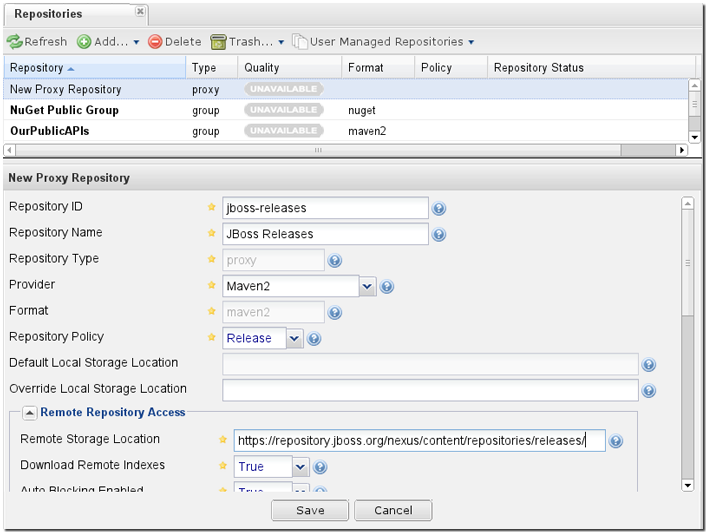 Repositories
Refresh Add... Delete Trash... User Managed Repositories
Repository Type Quality Format Policy Repository Status
New Proxy Repository proxy UNAVAILABLE
NuGet Public Group group UNAVAILABLE nuget
OurPublicAPIs group UNAVAILABLE maven2
New Proxy Repository
Repository ID jboss-releases
Repository Name JBoss Releases
Repository Type proxy
Provider Maven2
Format maven2
Repository Policy Release
Default Local Storage Location
Override Local Storage Location
Remote Repository Access
Remote Storage Location https://repository.jboss.org/nexus/content/repositories/releases/
Download Remote Indexes True
Auto Blocking Enabled True
Save Cancel